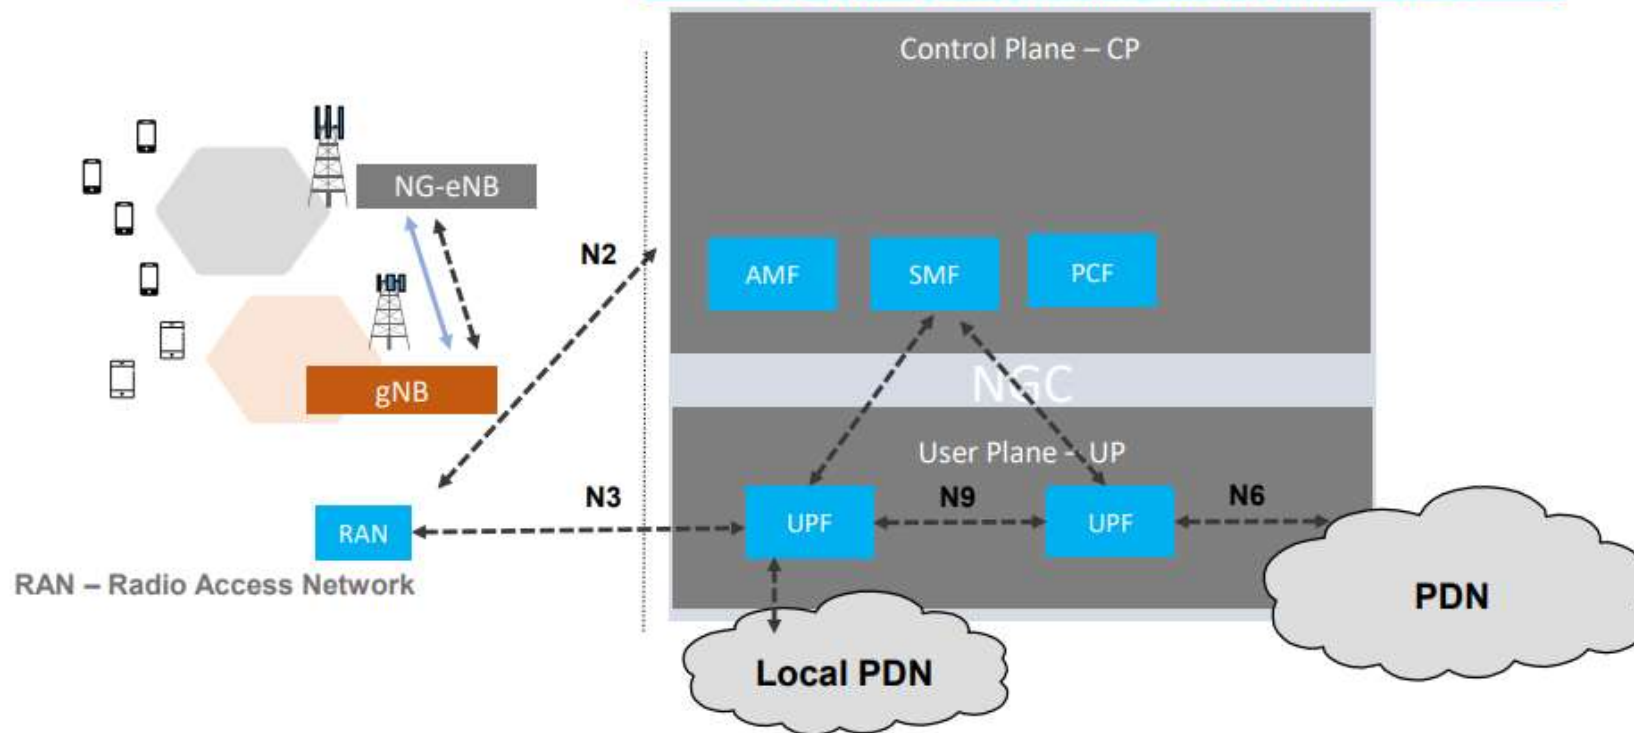 Control Plane – CP
NG-eNB
N2
AMF
SMF
PCF
gNB
NGC
User Plane – UP
N3
N9
N6
RAN
UPF
UPF
RAN – Radio Access Network
PDN
Local PDN